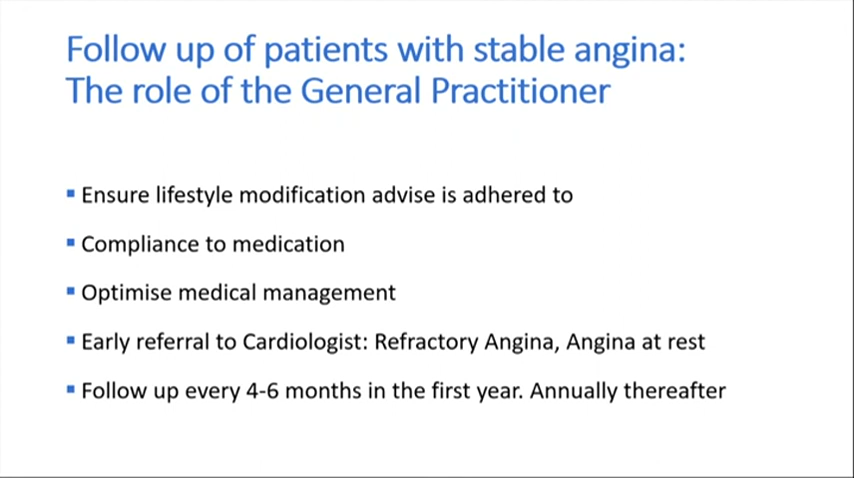 Follow up of patients with stable angina:
The role of the General Practitioner
▪ Ensure lifestyle modification advise is adhered to
▪ Compliance to medication
▪ Optimise medical management
▪ Early referral to Cardiologist: Refractory Angina, Angina at rest
▪ Follow up every 4-6 months in the first year. Annually thereafter